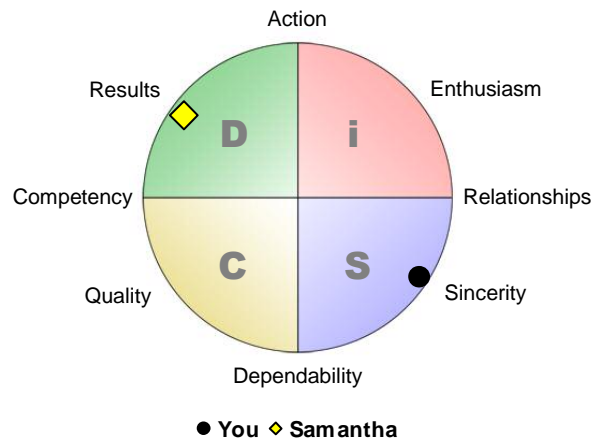 Action
Results
Enthusiasm
D
i
Competency
Relationships
C
S
Quality
Sincerity
Dependability
You Samantha